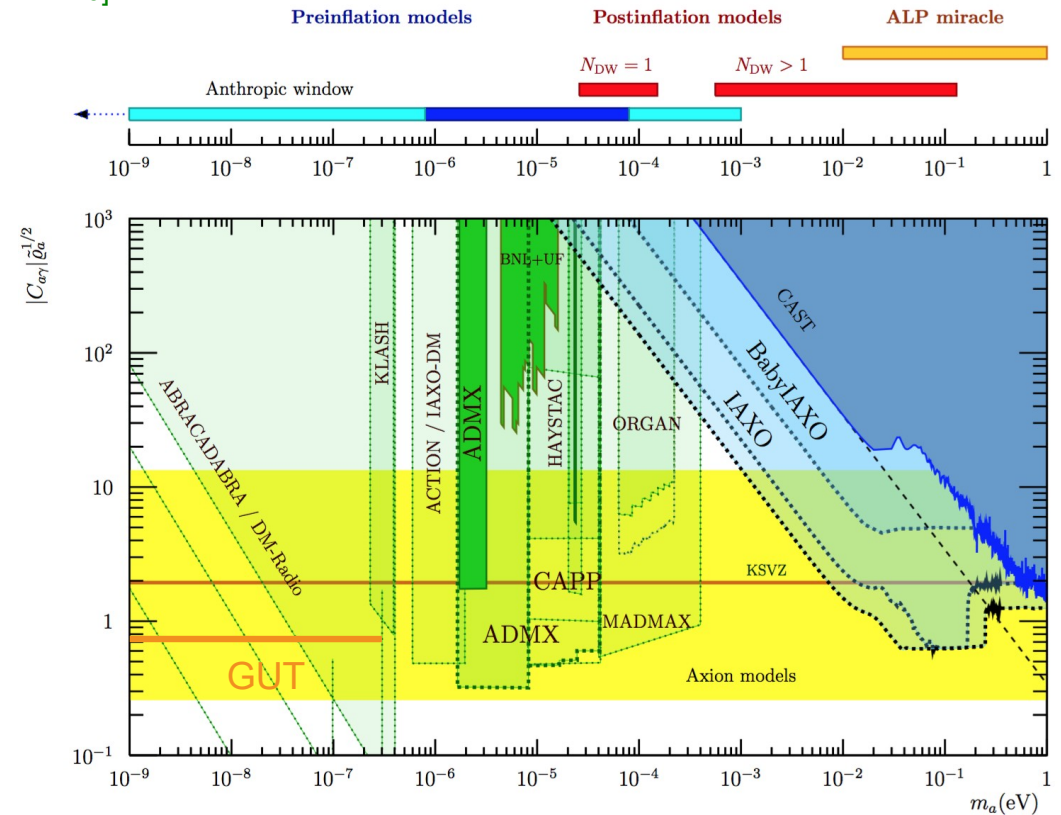 Preinflation models Postinflation models ALP miracle
N_DW = 1 N_DW > 1
Anthropic window
10⁻⁹ 10⁻⁸ 10⁻⁷ 10⁻⁶ 10⁻⁵ 10⁻⁴ 10⁻³ 10⁻² 10⁻¹ 1
|C_aγ| ϱ̃_a^1/2
10³
10²
10
1
10⁻¹
BNL+UF
CAST
KLASH
ACTION / IAXO-DM
ADMX
HAYSTAC
ORGAN
BabyIAXO
IAXO
ABRACADABRA / DM-Radio
KSVZ
CAPP
ADMX
MADMAX
GUT
Axion models
10⁻⁹ 10⁻⁸ 10⁻⁷ 10⁻⁶ 10⁻⁵ 10⁻⁴ 10⁻³ 10⁻² 10⁻¹ 1
m_a(eV)